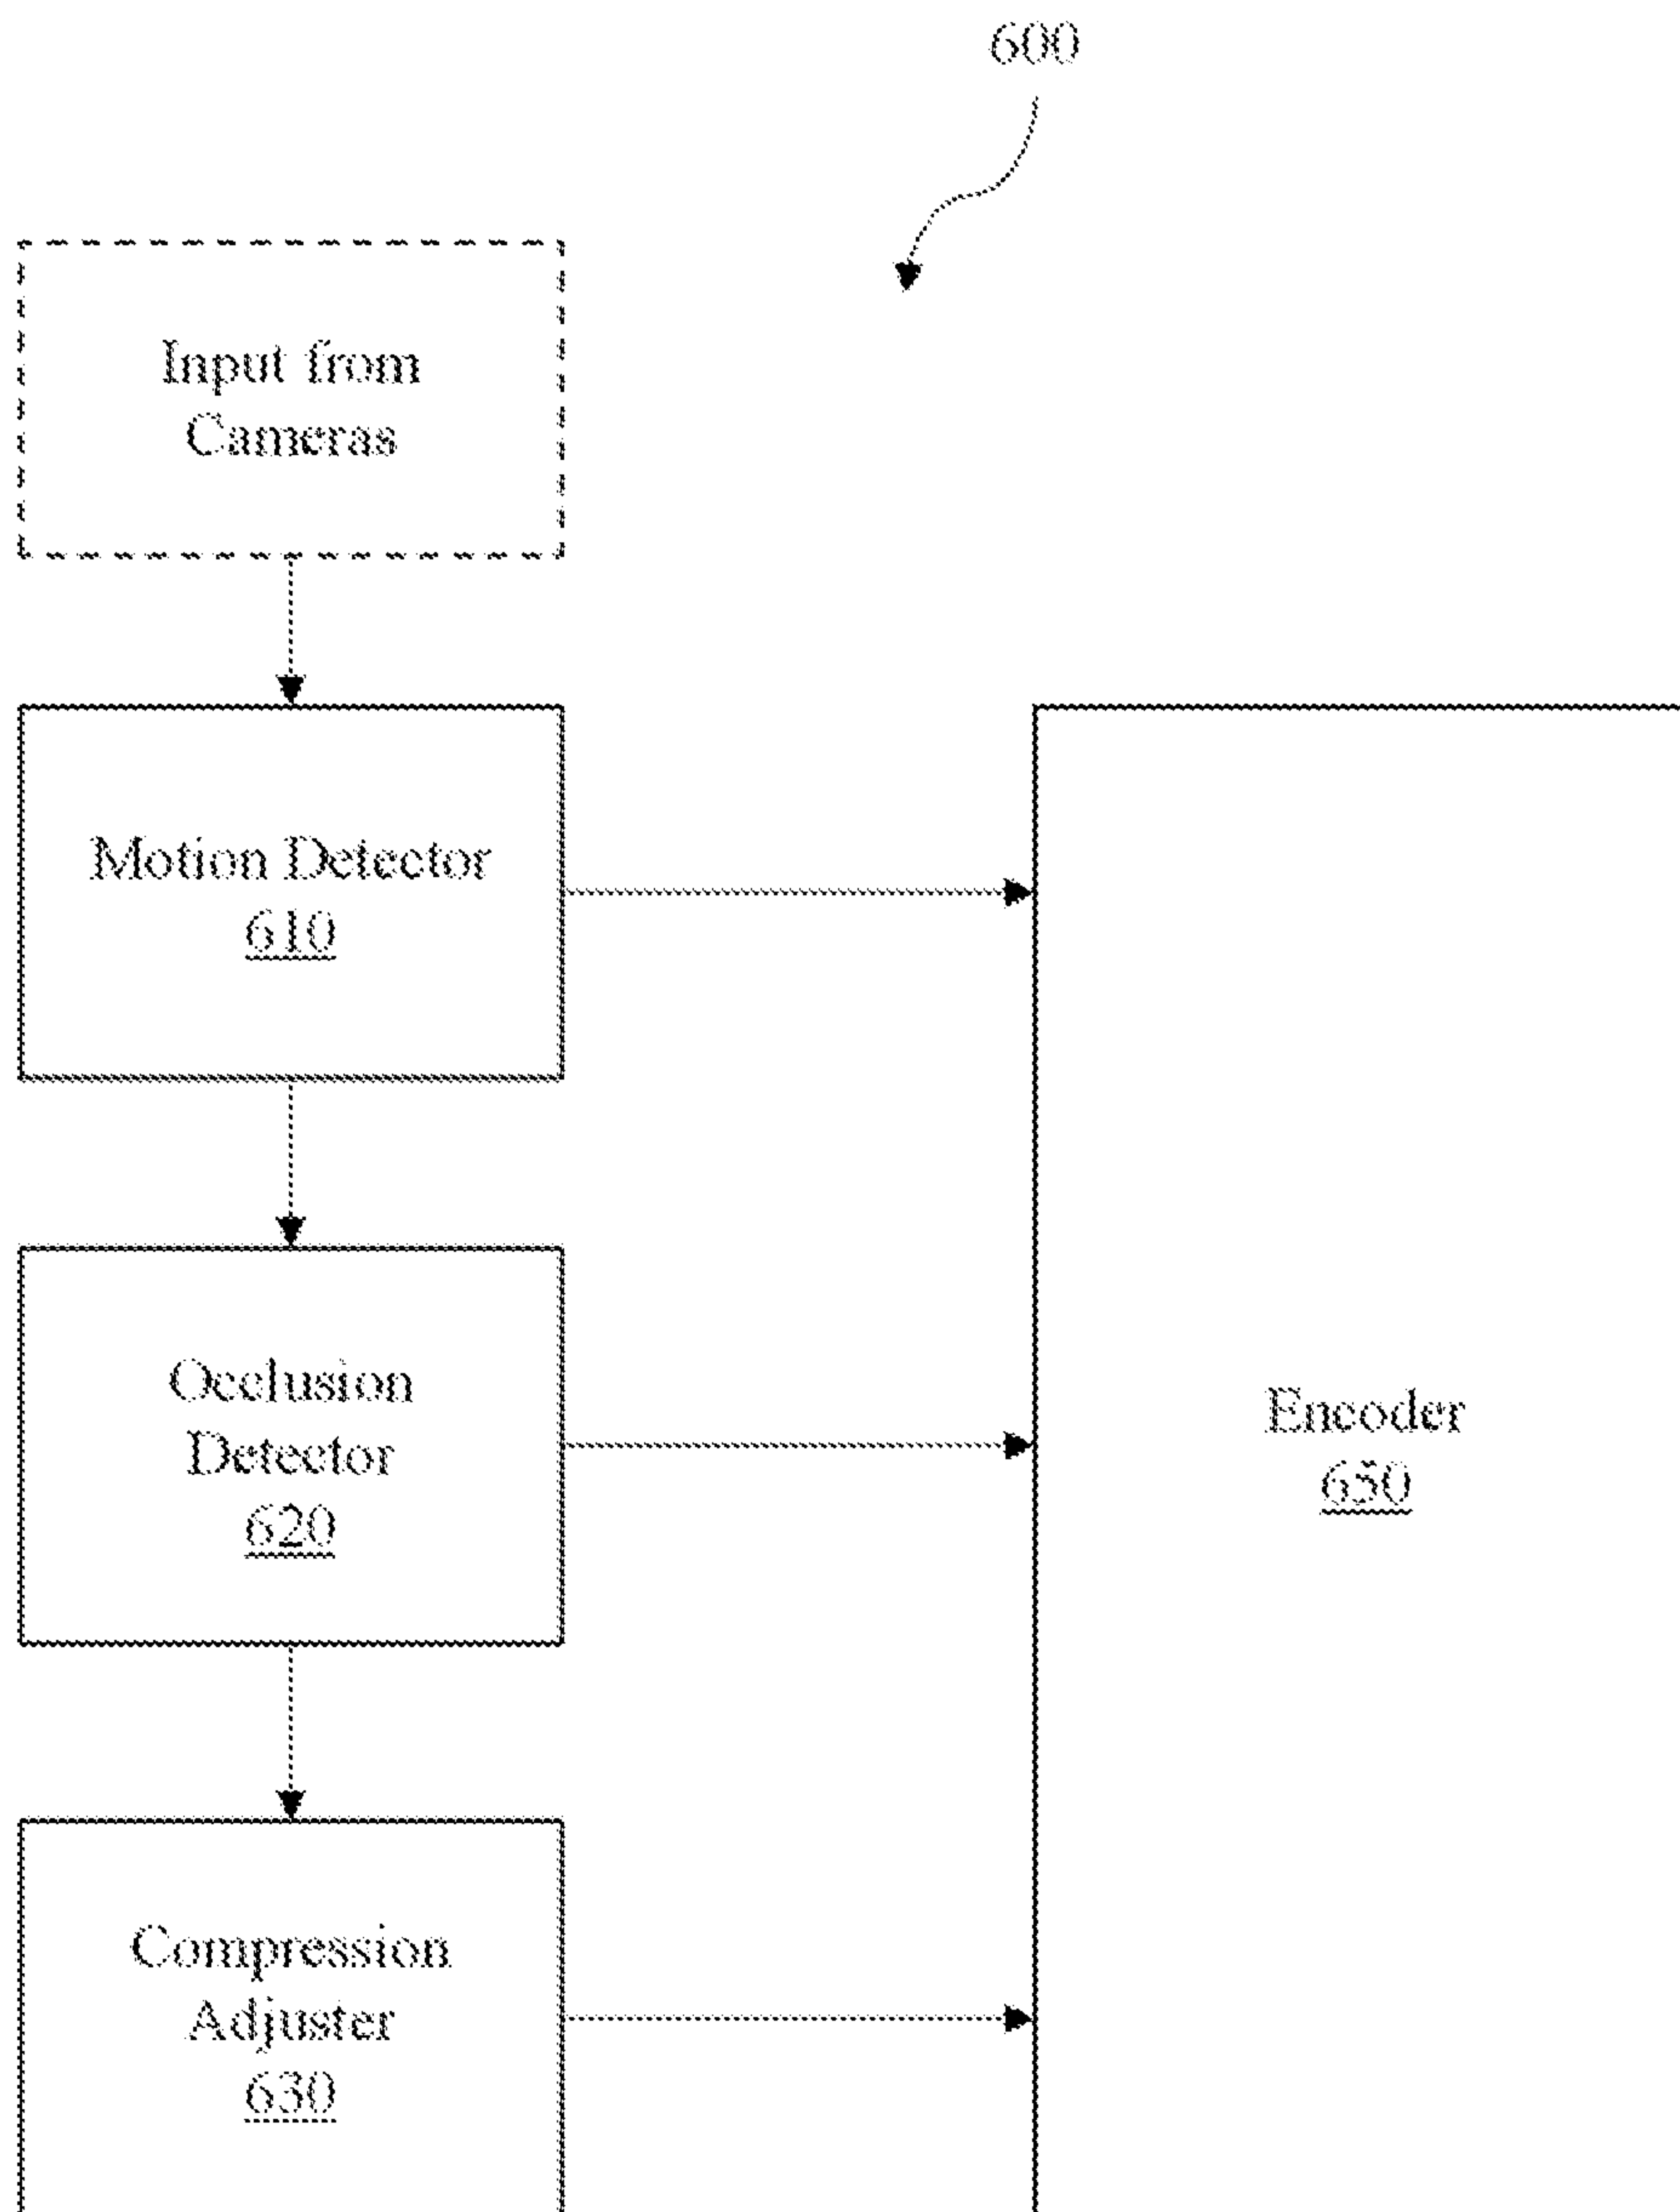 600
Input from
Cameras
Motion Detector
610
Occlusion
Detector
620
Encoder
650
Compression
Adjuster
630